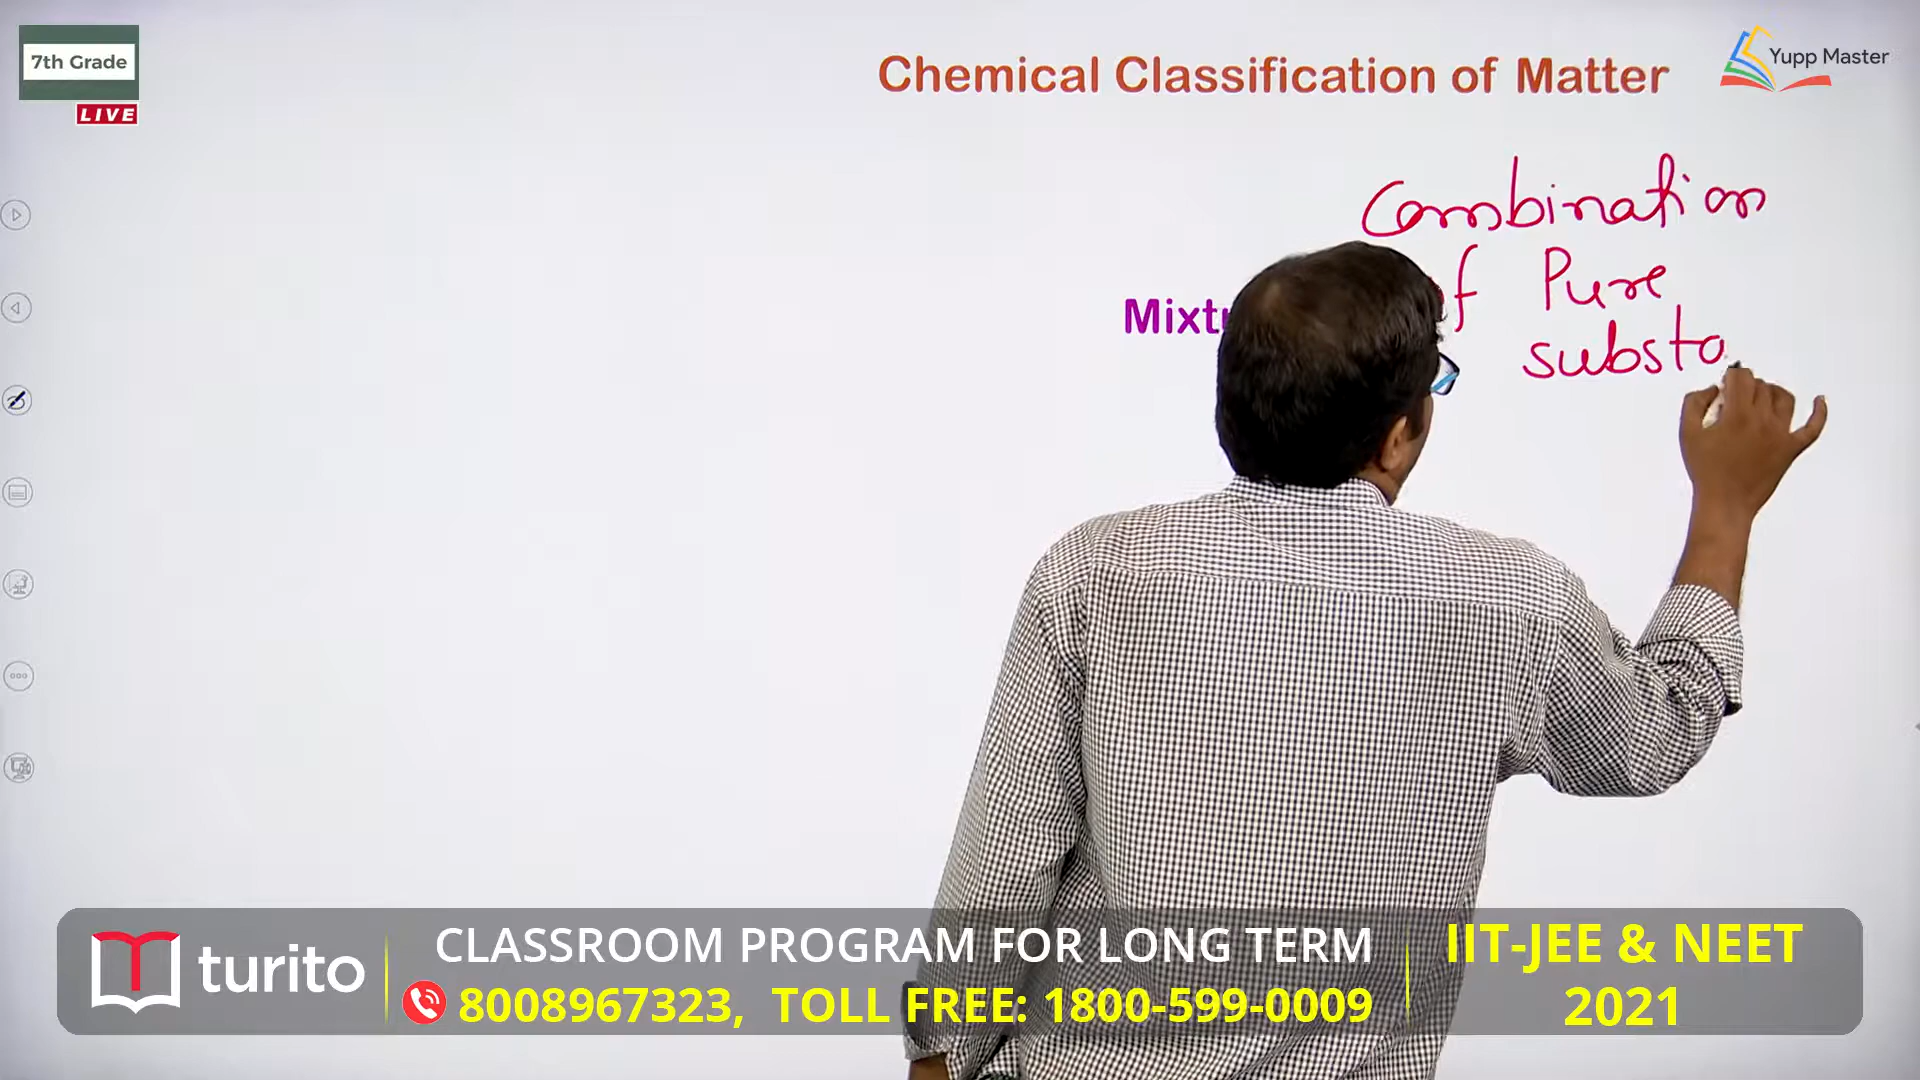 7th Grade
LIVE
Chemical Classification of Matter
Yupp Master
Combination
Pure
substa
turito
CLASSROOM PROGRAM FOR LONG TERM
8008967323, TOLL FREE: 1800-599-0009
IIT-JEE & NEET
2021